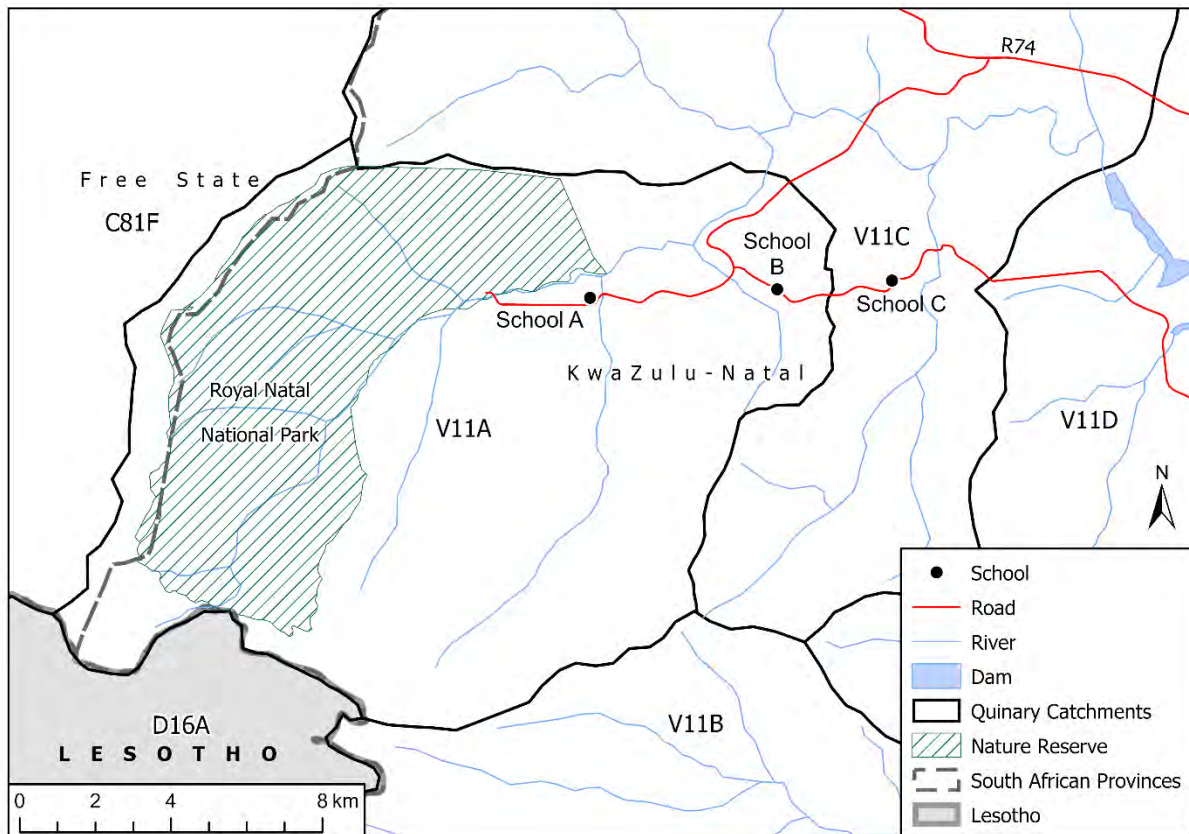 R74
Free State
C81F
School
B
V11C
School A
School C
KwaZulu-Natal
Royal Natal
National Park
V11A
V11D
N
V11B
D16A
LESOTHO
0 2 4 8 km
School
Road
River
Dam
Quinary Catchments
Nature Reserve
South African Provinces
Lesotho